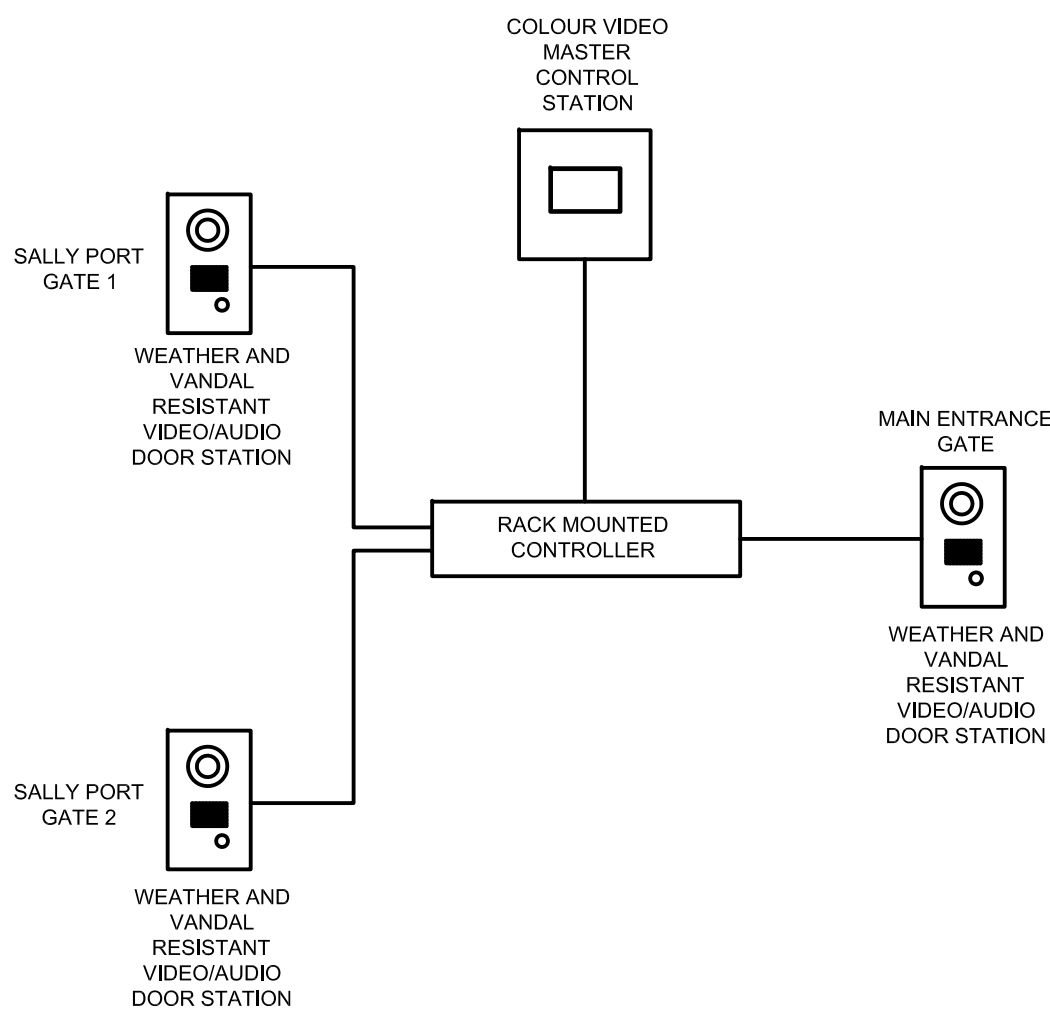 COLOUR VIDEO
MASTER
CONTROL
STATION
SALLY PORT
GATE 1
WEATHER AND
VANDAL
RESISTANT
VIDEO/AUDIO
DOOR STATION
MAIN ENTRANCE
GATE
RACK MOUNTED
CONTROLLER
WEATHER AND
VANDAL
RESISTANT
VIDEO/AUDIO
DOOR STATION
SALLY PORT
GATE 2
WEATHER AND
VANDAL
RESISTANT
VIDEO/AUDIO
DOOR STATION